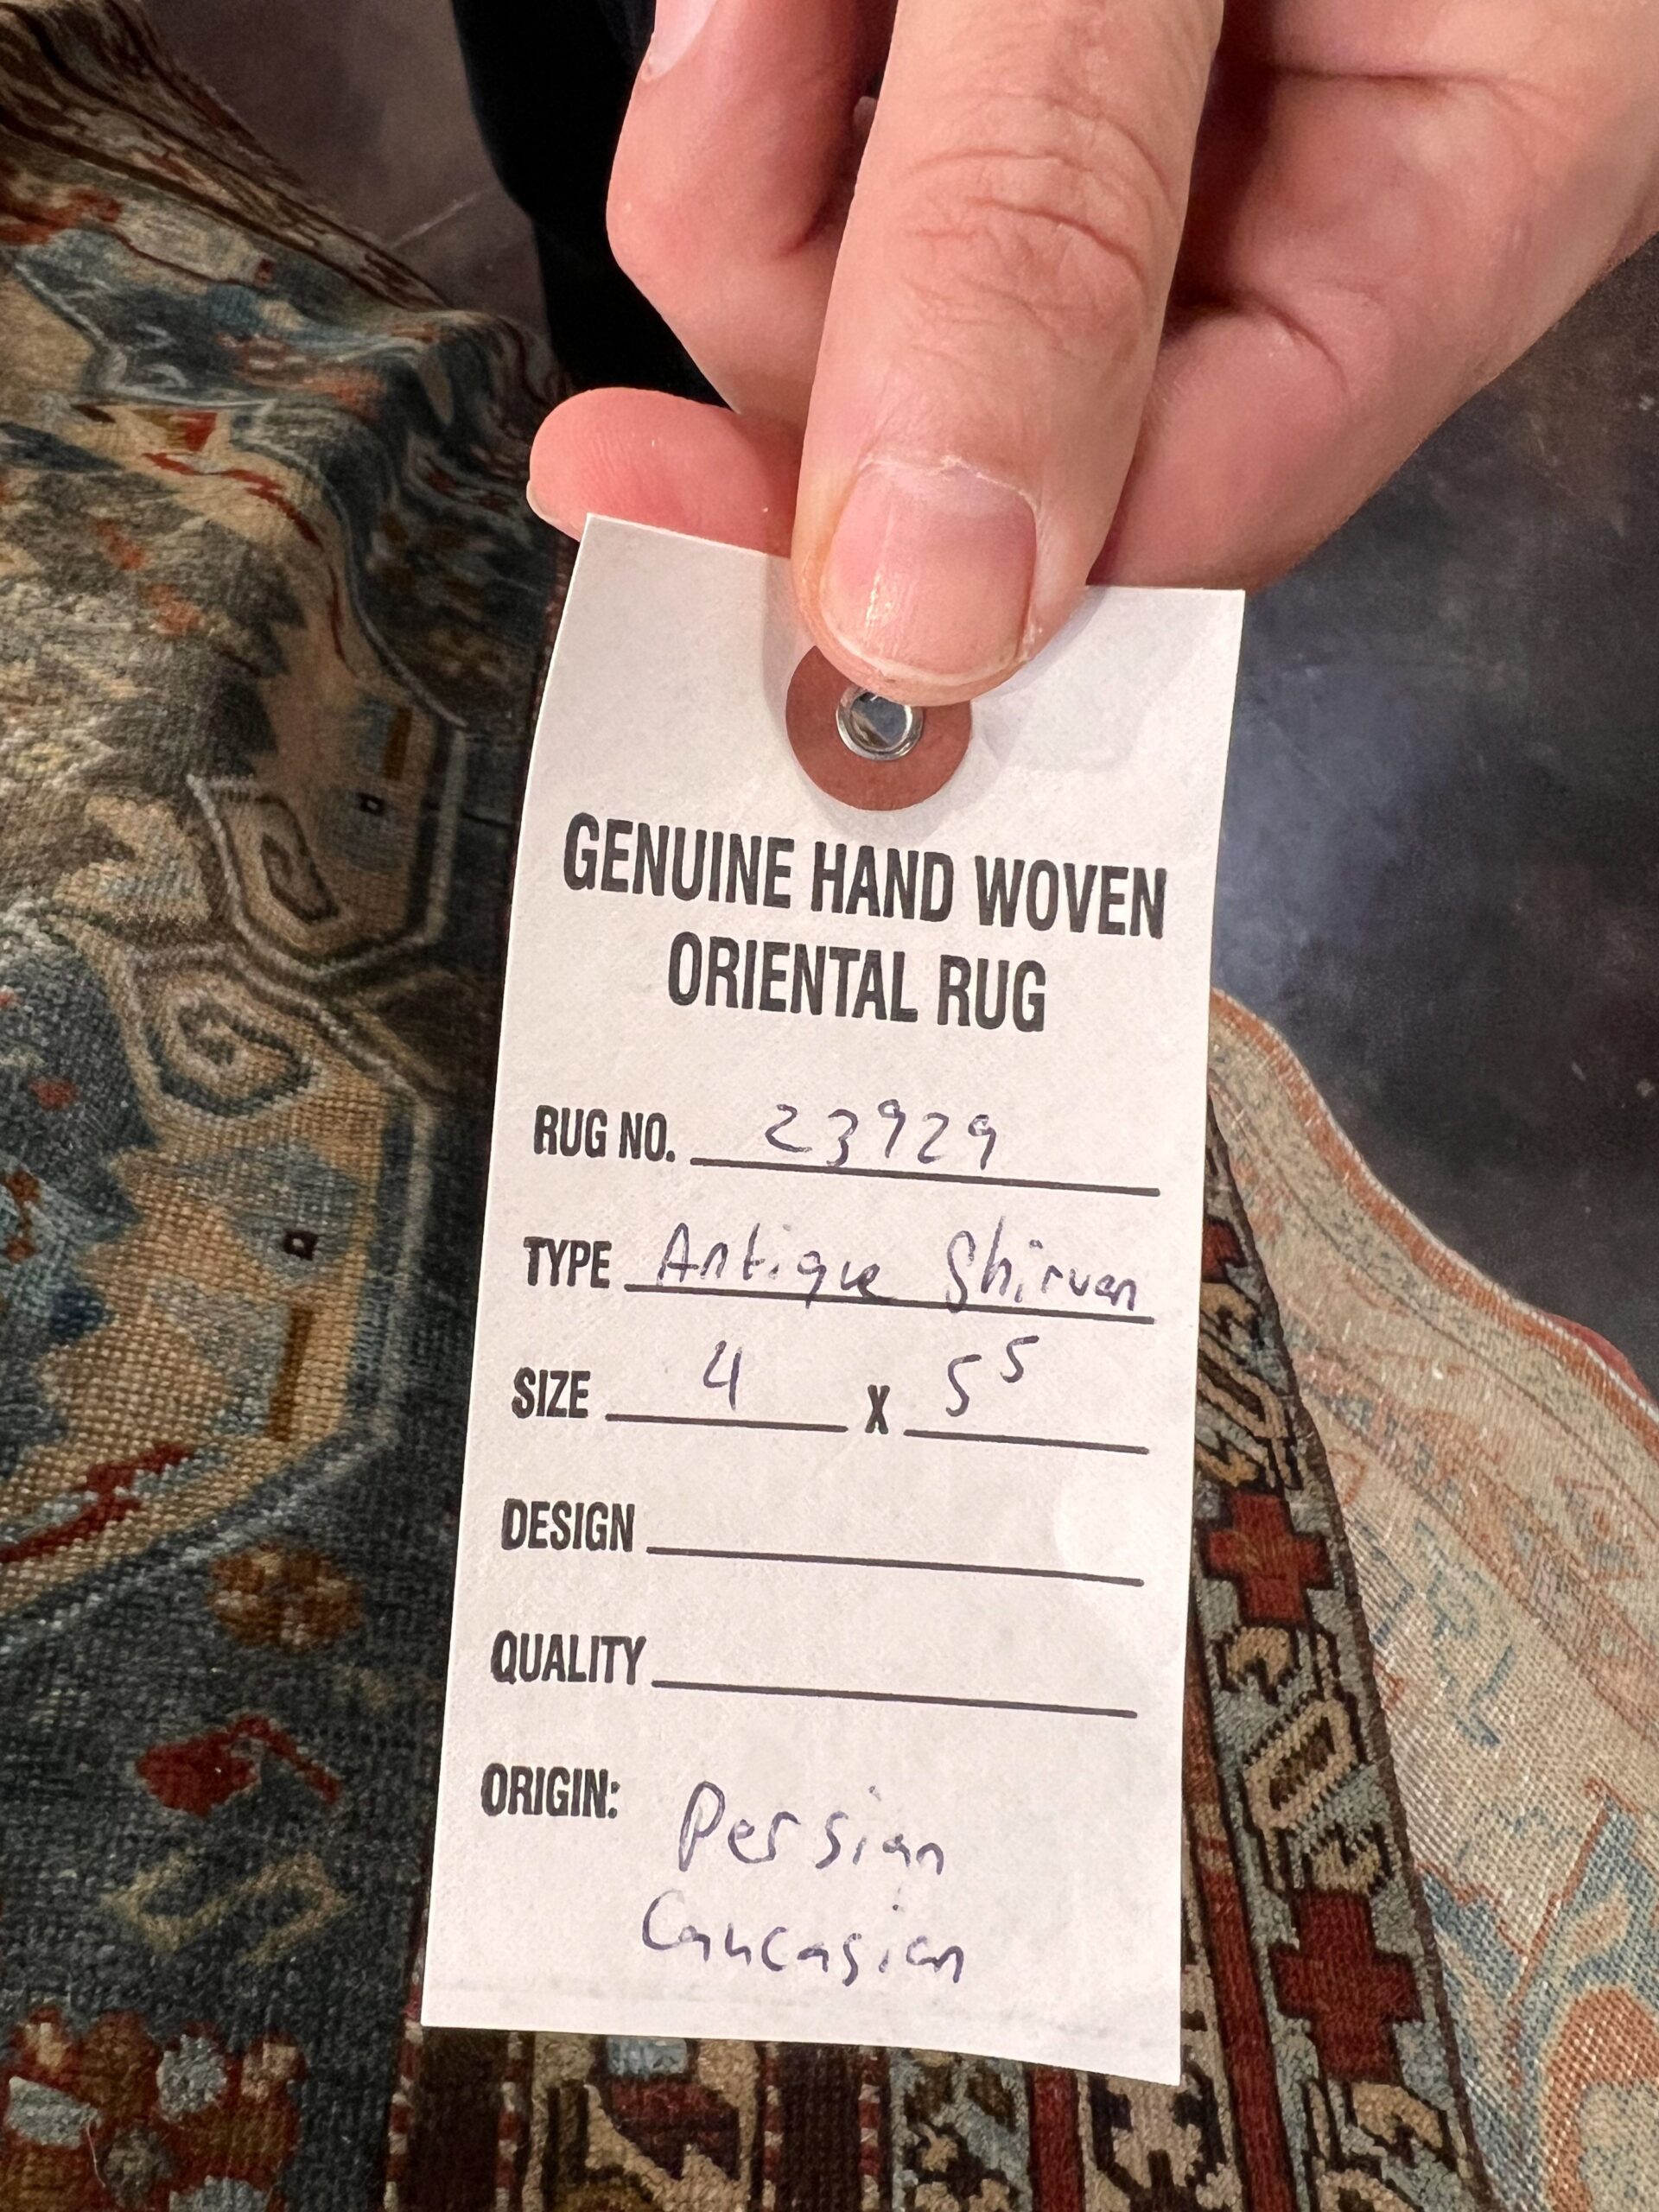 GENUINE HAND WOVEN
ORIENTAL RUG
RUG NO. 23929
TYPE Antique Shirvan
SIZE 4 X 5⁵
DESIGN
QUALITY
ORIGIN: Persian
Caucasian